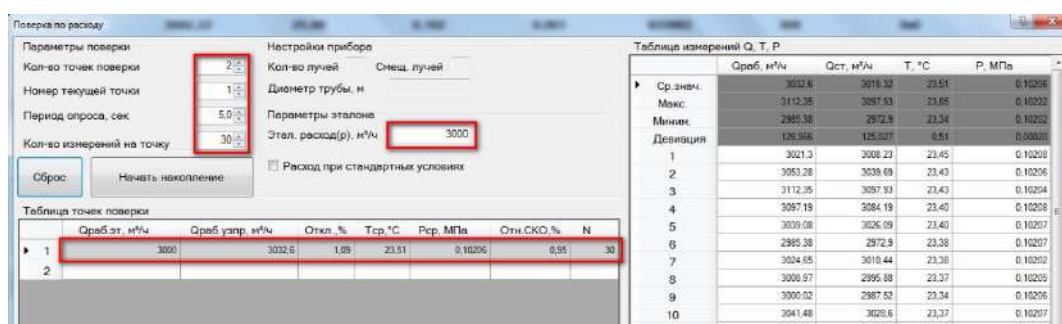 Поверка по расходу
Параметры поверки
Кол-во точек поверки 2
Номер текущей точки 1
Период опроса, сек 5,0
Кол-во измерений на точку 30
Сброс Начать накопление
Настройки прибора
Кол-во лучей Смещ. лучей
Диаметр трубы, м
Параметры эталона
Этал. расход(р), м³/ч 3000
Расход при стандартных условиях
Таблица точек поверки
Qраб.эт, м³/ч Qраб.узпр, м³/ч Откл.,% Tср,°C Pср, МПа Отн.СКО,% N
1 3000 3032,6 1,09 23,51 0,10206 0,95 30
2
Таблица измерений Q, T, P
Qраб, м³/ч Qст, м³/ч T, °C P, МПа
Ср.знач. 3032.6 3018.32 23,51 0.10206
Макс. 3112.35 3097.93 23,85 0.10222
Миним. 2985.38 2972.9 23,34 0.10202
Девиация 126,966 125,027 0,51 0,00020
1 3021.3 3008.23 23,45 0.10208
2 3053.28 3039.69 23,43 0.10206
3 3112.35 3097.93 23,43 0.10204
4 3097.19 3084.19 23,40 0.10208
5 3039.08 3026.09 23,40 0.10207
6 2985.38 2972.9 23,38 0.10207
7 3024,65 3010,44 23,38 0.10202
8 3008,97 2995.88 23,37 0.10205
9 3000.02 2987.52 23,34 0.10206
10 3041,48 3028,6 23,37 0.10207